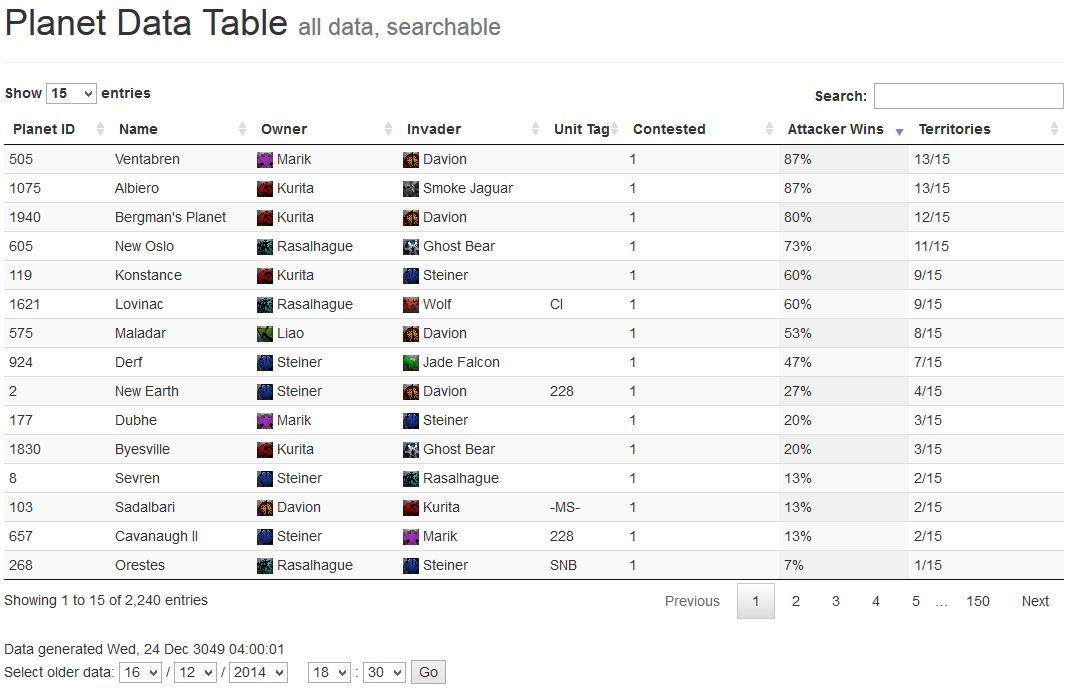 Planet Data Table all data, searchable
Show 15 entries Search:
Planet ID Name Owner Invader Unit Tag Contested Attacker Wins Territories
505 Ventabren Marik Davion 1 87% 13/15
1075 Albiero Kurita Smoke Jaguar 1 87% 13/15
1940 Bergman's Planet Kurita Davion 1 80% 12/15
605 New Oslo Rasalhague Ghost Bear 1 73% 11/15
119 Konstance Kurita Steiner 1 60% 9/15
1621 Lovinac Rasalhague Wolf CI 1 60% 9/15
575 Maladar Liao Davion 1 53% 8/15
924 Derf Steiner Jade Falcon 1 47% 7/15
2 New Earth Steiner Davion 228 1 27% 4/15
177 Dubhe Marik Steiner 1 20% 3/15
1830 Byesville Kurita Ghost Bear 1 20% 3/15
8 Sevren Steiner Rasalhague 1 13% 2/15
103 Sadalbari Davion Kurita -MS- 1 13% 2/15
657 Cavanaugh II Steiner Marik 228 1 13% 2/15
268 Orestes Rasalhague Steiner SNB 1 7% 1/15
Showing 1 to 15 of 2,240 entries Previous 1 2 3 4 5 … 150 Next
Data generated Wed, 24 Dec 3049 04:00:01
Select older data: 16 / 12 / 2014 18 : 30 Go